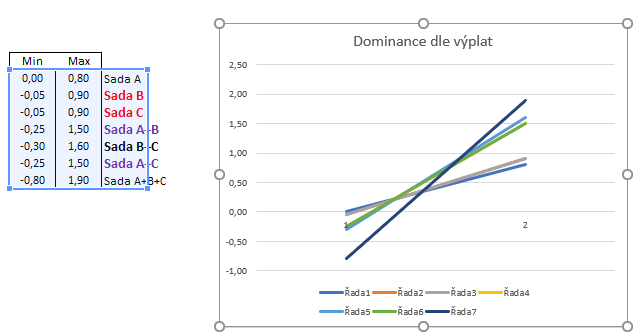 Min Max
0,00 0,80 Sada A
-0,05 0,90 Sada B
-0,05 0,90 Sada C
-0,25 1,50 Sada A+B
-0,30 1,60 Sada B+C
-0,25 1,50 Sada A+C
-0,80 1,90 Sada A+B+C
Dominance dle výplat
2,50
2,00
1,50
1,00
0,50
0,00
-0,50
-1,00
1 2
Řada1 Řada2 Řada3 Řada4
Řada5 Řada6 Řada7